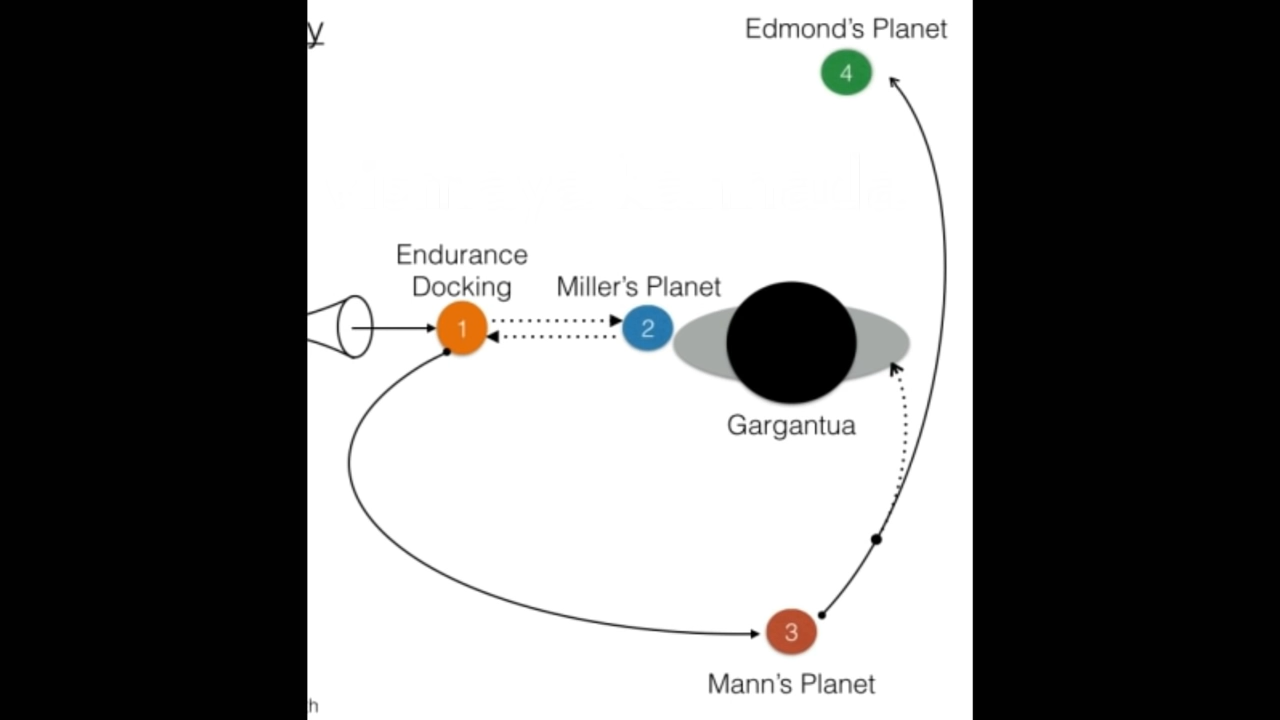 y
Edmond's Planet
4
Endurance
Docking
Miller's Planet
1
2
Gargantua
3
Mann's Planet
h